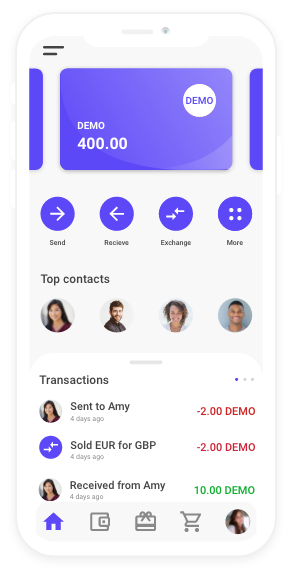 DEMO
DEMO
400.00
Send
Recieve
Exchange
More
Top contacts
Transactions
Sent to Amy
4 days ago
-2.00 DEMO
Sold EUR for GBP
4 days ago
-2.00 DEMO
Received from Amy
4 days ago
10.00 DEMO